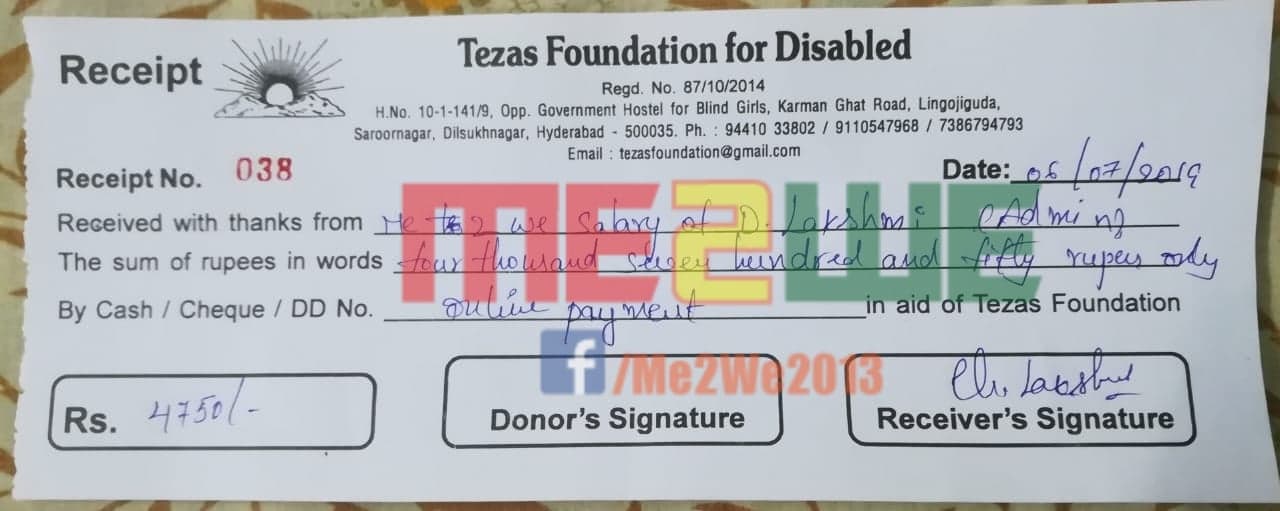 Receipt
Tezas Foundation for Disabled
Regd. No. 87/10/2014
H.No. 10-1-141/9, Opp. Government Hostel for Blind Girls, Karman Ghat Road, Lingojiguda,
Saroornagar, Dilsukhnagar, Hyderabad - 500035. Ph. : 94410 33802 / 9110547968 / 7386794793
Email : tezasfoundation@gmail.com
Receipt No. 038 Date: 06/07/2019
Received with thanks from Me 2 we Salary of D. Lakshmi
The sum of rupees in words four thousand seven hundred and fifty rupees only
By Cash / Cheque / DD No. online payment in aid of Tezas Foundation
ME2WE
f/Me2We2013
Rs. 4750/-
Donor's Signature
Ch. Lakshmi
Receiver's Signature